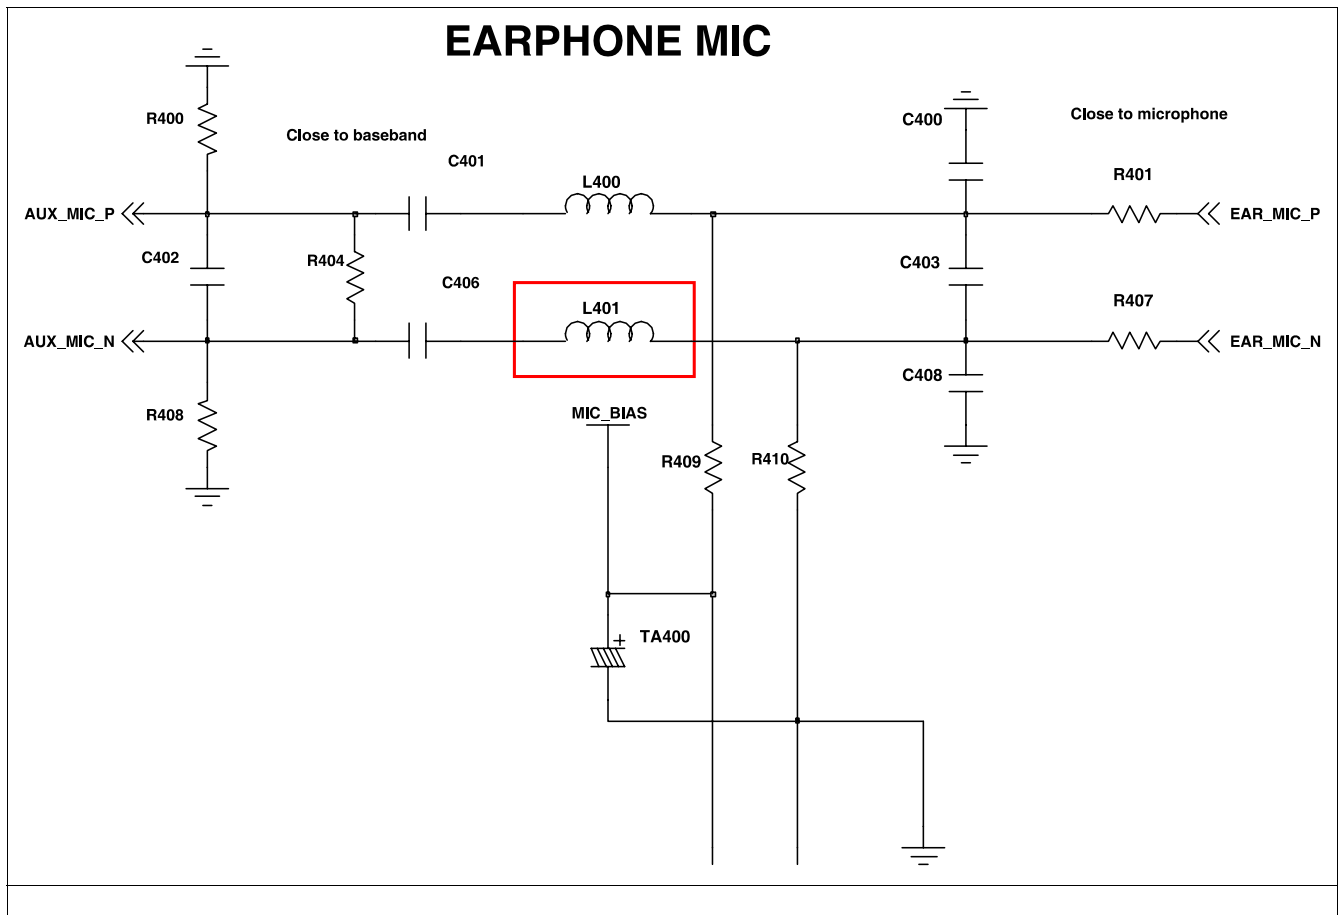 EARPHONE MIC
R400
Close to baseband
C401
L400
C400
Close to microphone
R401
AUX_MIC_P
EAR_MIC_P
C402
R404
C406
L401
C403
R407
AUX_MIC_N
EAR_MIC_N
C408
R408
MIC_BIAS
R409
R410
+
TA400